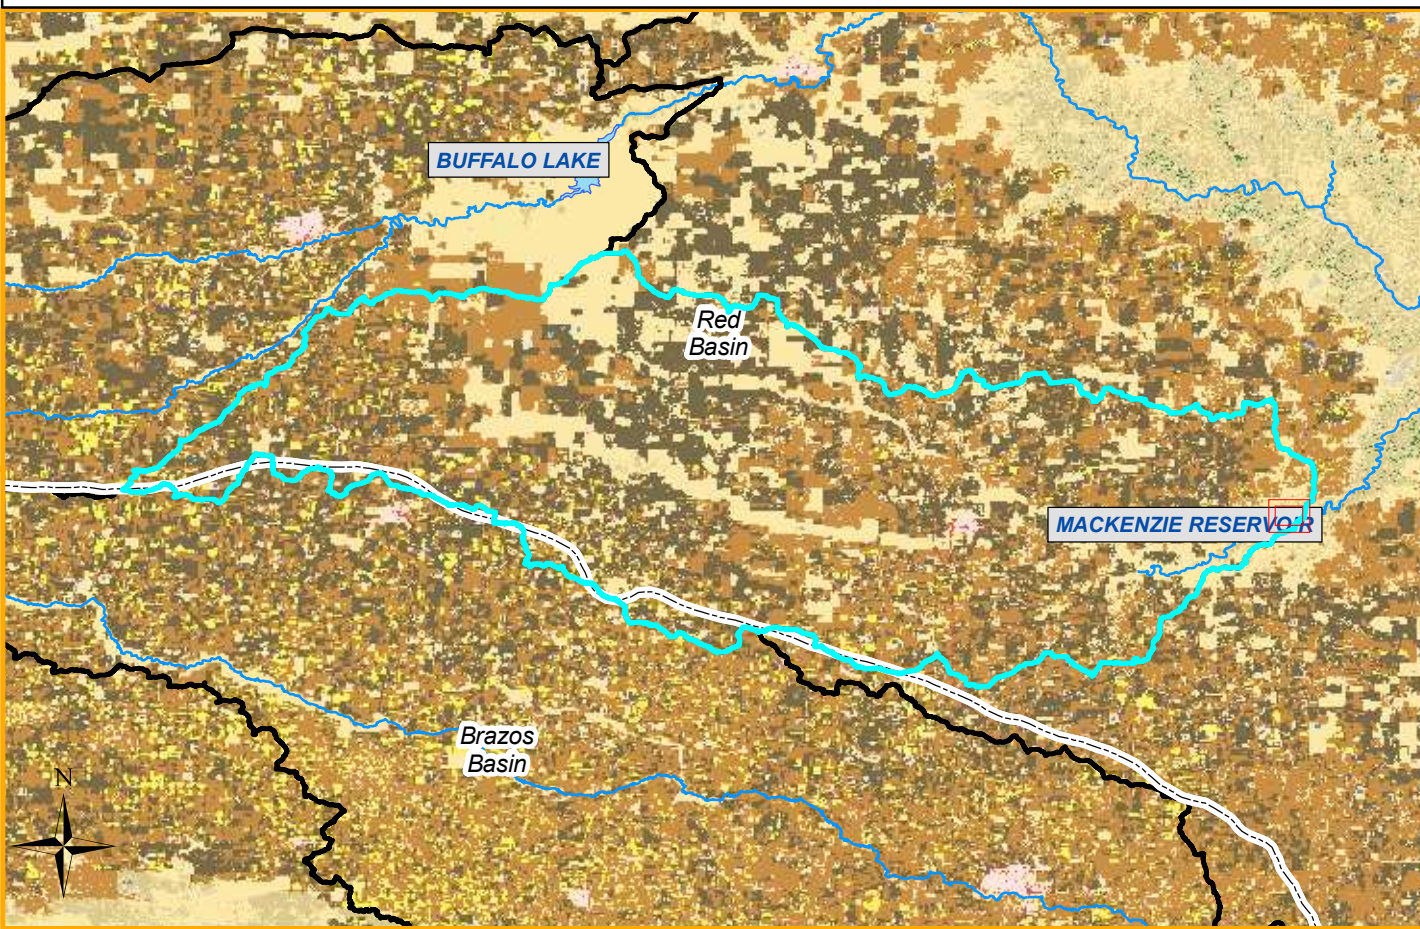 BUFFALO LAKE
Red
Basin
MACKENZIE RESERVOIR
Brazos
Basin
N